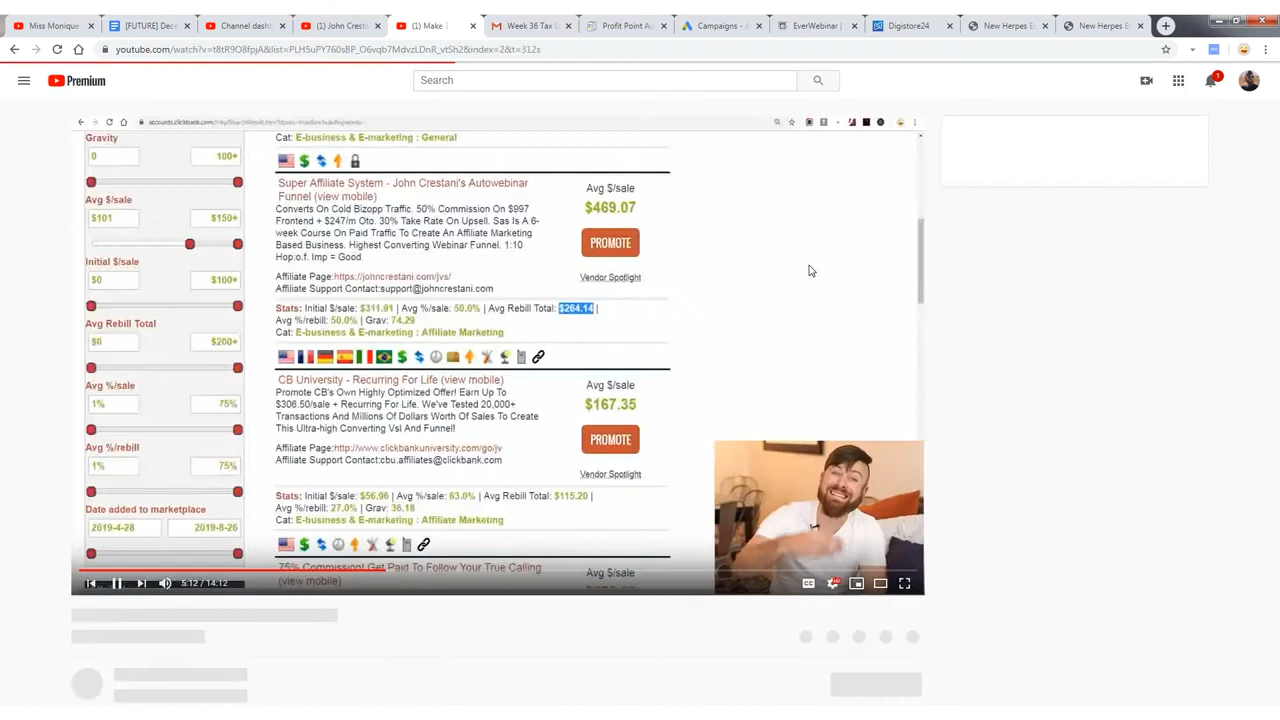 Miss Monique
[FUTURE] Dece
Channel dashb
(1) John Cresta
(1) Make
Week 36 Tax U
Profit Point Au
Campaigns -
EverWebinar |
Digistore24
New Herpes E
New Herpes E
youtube.com/watch?v=t8tR9O8fpjA&list=PLH5uPY760sBP_O6vqb7MdvzLDnR_vtSh2&index=2&t=312s
Premium
Search
1
Gravity
0 100+
Avg $/sale
$101 $150+
Initial $/sale
$0 $100+
Avg Rebill Total
$0 $200+
Avg %/sale
1% 75%
Avg %/rebill
1% 75%
Date added to marketplace
2019-4-28 2019-8-26
Cat: E-business & E-marketing : General
Super Affiliate System - John Crestani's Autowebinar
Funnel (view mobile)
Converts On Cold Bizopp Traffic. 50% Commission On $997
Frontend + $247/m Oto. 30% Take Rate On Upsell. Sas Is A 6-
week Course On Paid Traffic To Create An Affiliate Marketing
Based Business. Highest Converting Webinar Funnel. 1:10
Hop:o.f. Imp = Good.
Avg $/sale
$469.07
PROMOTE
Vendor Spotlight
Affiliate Page:https://johncrestani.com/jvs/
Affiliate Support Contact:support@johncrestani.com
Stats: Initial $/sale: $311.91 | Avg %/sale: 50.0% | Avg Rebill Total: $264.14 |
Avg %/rebill: 50.0% | Grav: 74.29
Cat: E-business & E-marketing : Affiliate Marketing
CB University - Recurring For Life (view mobile)
Promote CB's Own Highly Optimized Offer! Earn Up To
$306.50/sale + Recurring For Life. We've Tested 20,000+
Transactions And Millions Of Dollars Worth Of Sales To Create
This Ultra-high Converting Vsl And Funnel!
Avg $/sale
$167.35
PROMOTE
Vendor Spotlight
Affiliate Page:http://www.clickbankuniversity.com/go/jv
Affiliate Support Contact:cbu.affiliates@clickbank.com
Stats: Initial $/sale: $56.96 | Avg %/sale: 63.0% | Avg Rebill Total: $115.20 |
Avg %/rebill: 27.0% | Grav: 36.18
Cat: E-business & E-marketing : Affiliate Marketing
75% Commission! Get Paid To Follow Your True Calling
(view mobile)
Avg $/sale
5:12 / 14:12
CC
HD